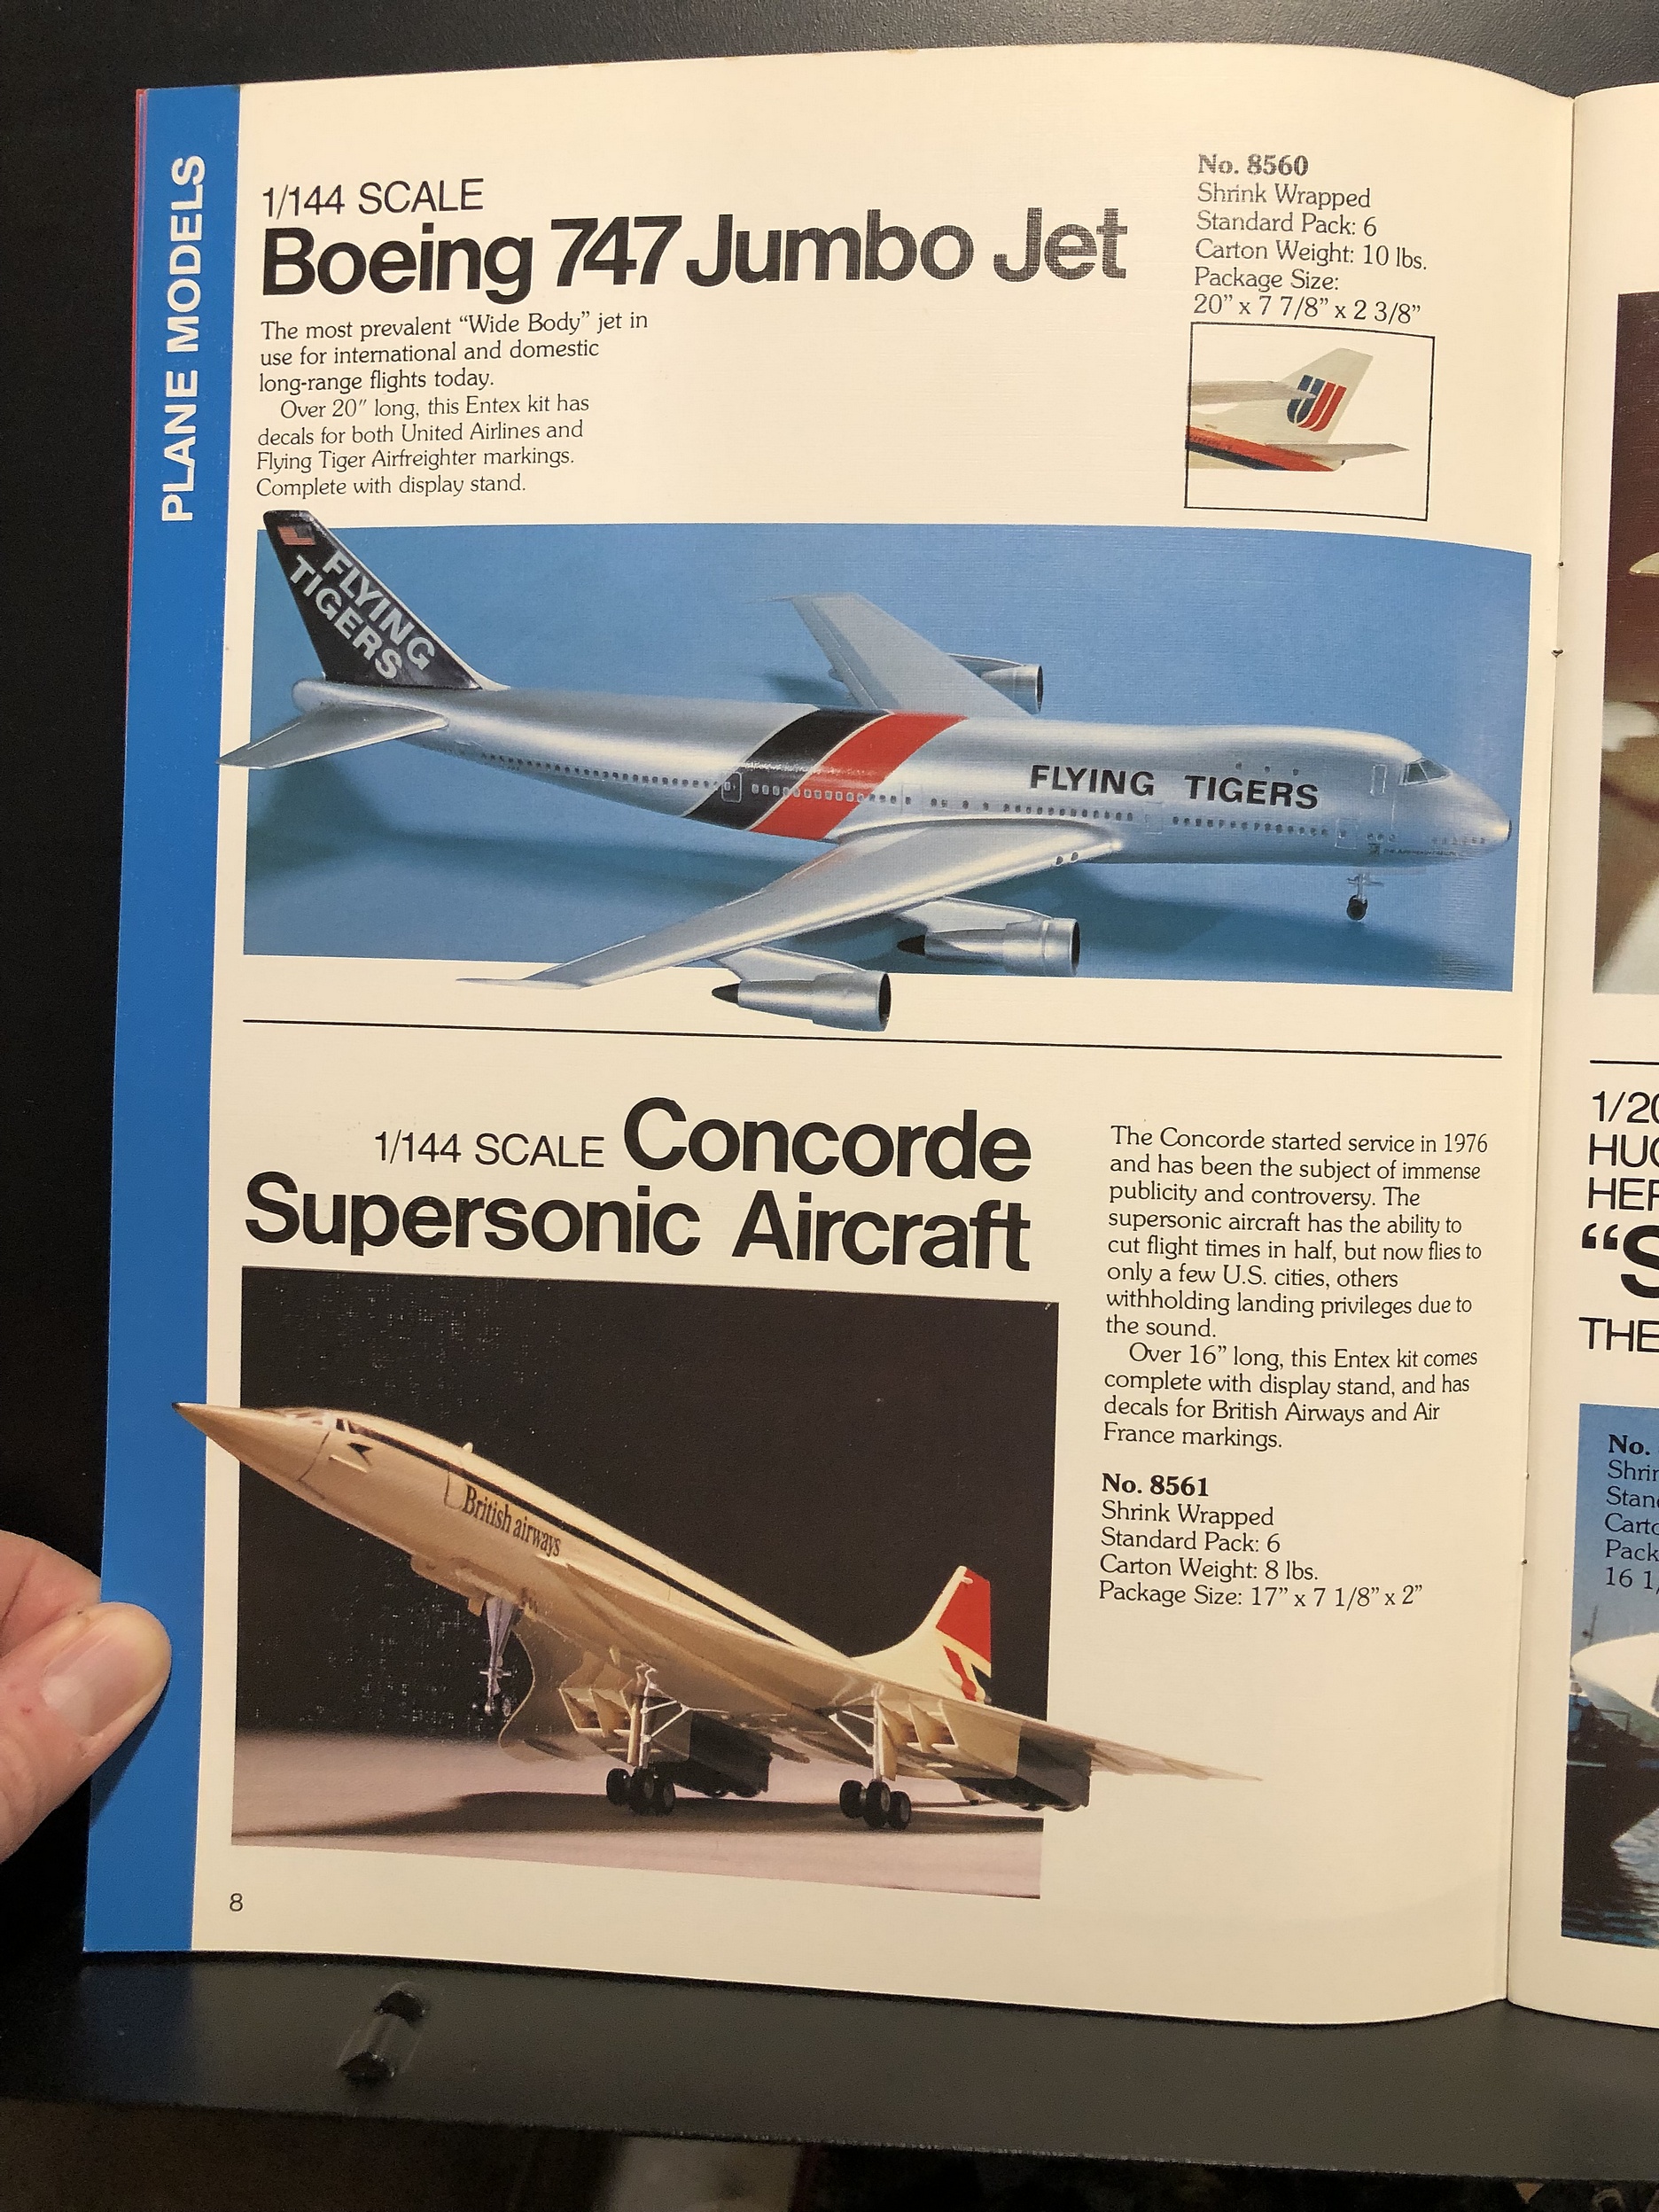 PLANE MODELS
1/144 SCALE
Boeing 747 Jumbo Jet
The most prevalent “Wide Body” jet in
use for international and domestic
long-range flights today.
Over 20” long, this Entex kit has
decals for both United Airlines and
Flying Tiger Airfreighter markings.
Complete with display stand.
No. 8560
Shrink Wrapped
Standard Pack: 6
Carton Weight: 10 lbs.
Package Size:
20” x 7 7/8” x 2 3/8”
FLYING
TIGERS
FLYING TIGERS
1/144 SCALE Concorde
Supersonic Aircraft
The Concorde started service in 1976
and has been the subject of immense
publicity and controversy. The
supersonic aircraft has the ability to
cut flight times in half, but now flies to
only a few U.S. cities, others
withholding landing privileges due to
the sound.
Over 16” long, this Entex kit comes
complete with display stand, and has
decals for British Airways and Air
France markings.
No. 8561
Shrink Wrapped
Standard Pack: 6
Carton Weight: 8 lbs.
Package Size: 17” x 7 1/8” x 2”
British airways
8
THE
No.